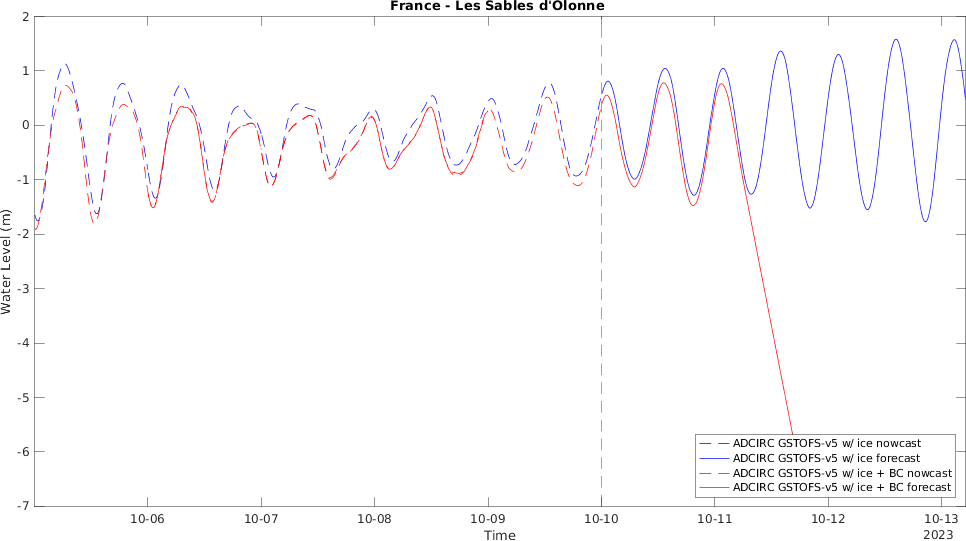 France - Les Sables d'Olonne
2
1
0
-1
-2
-3
-4
-5
-6
-7
Water Level (m)
10-06
10-07
10-08
10-09
10-10
10-11
10-12
10-13
Time
2023
ADCIRC GSTOFS-v5 w/ ice nowcast
ADCIRC GSTOFS-v5 w/ ice forecast
ADCIRC GSTOFS-v5 w/ ice + BC nowcast
ADCIRC GSTOFS-v5 w/ ice + BC forecast